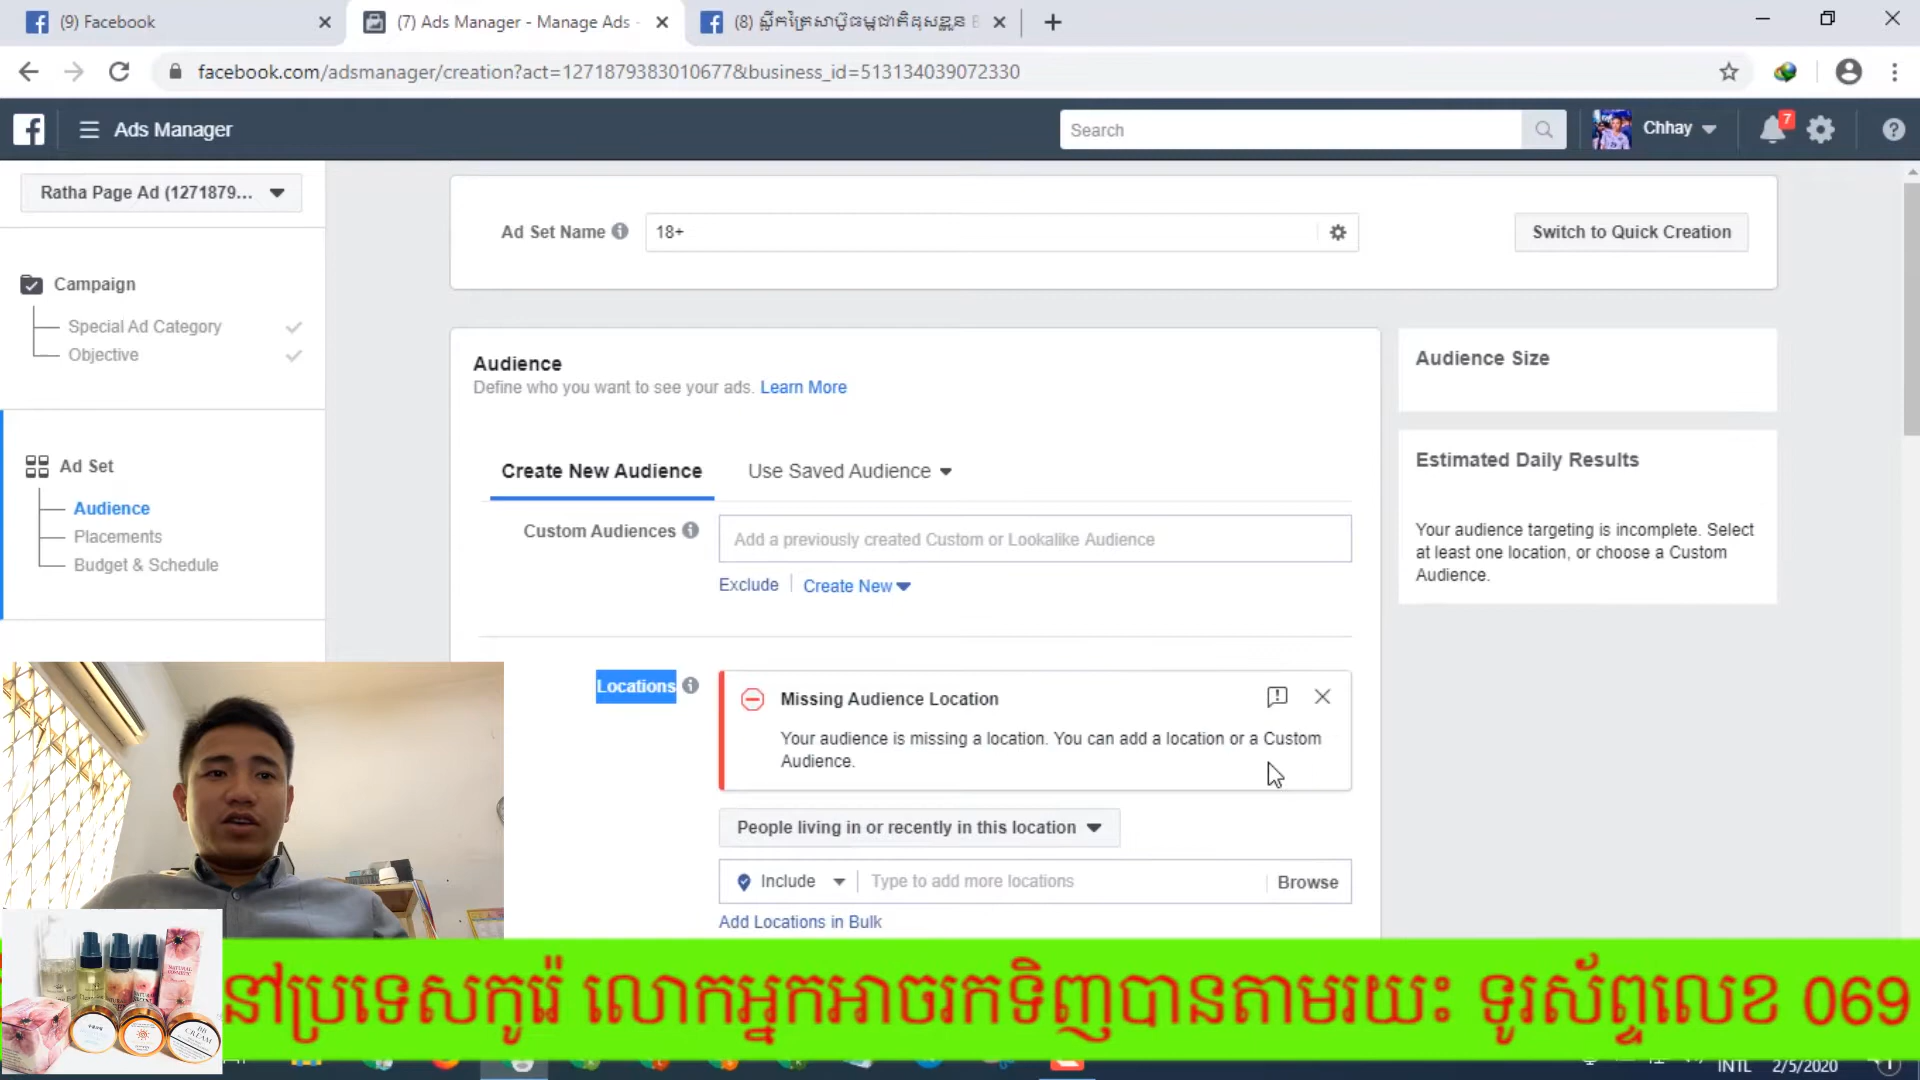 (9) Facebook
(7) Ads Manager - Manage Ads -
(8) ស្លឹកគ្រៃសាប៊ូធម្មជាតិដុសខ្លួន
facebook.com/adsmanager/creation?act=1271879383010677&business_id=513134039072330
Ads Manager
Search
Chhay
7
Ratha Page Ad (1271879...
Ad Set Name
18+
Switch to Quick Creation
Campaign
Special Ad Category
Objective
Ad Set
Audience
Placements
Budget & Schedule
Audience
Define who you want to see your ads. Learn More
Create New Audience
Use Saved Audience
Custom Audiences
Add a previously created Custom or Lookalike Audience
Exclude
Create New
Locations
Missing Audience Location
Your audience is missing a location. You can add a location or a Custom
Audience.
People living in or recently in this location
Include
Type to add more locations
Browse
Add Locations in Bulk
Audience Size
Estimated Daily Results
Your audience targeting is incomplete. Select
at least one location, or choose a Custom
Audience.
នៅប្រទេសកូរ៉េ លោកអ្នកអាចរកទិញបានតាមរយៈ ទូរស័ព្ទលេខ 069
NATURAL
COSMETIC
BB
CREAM
INTL
2/5/2020